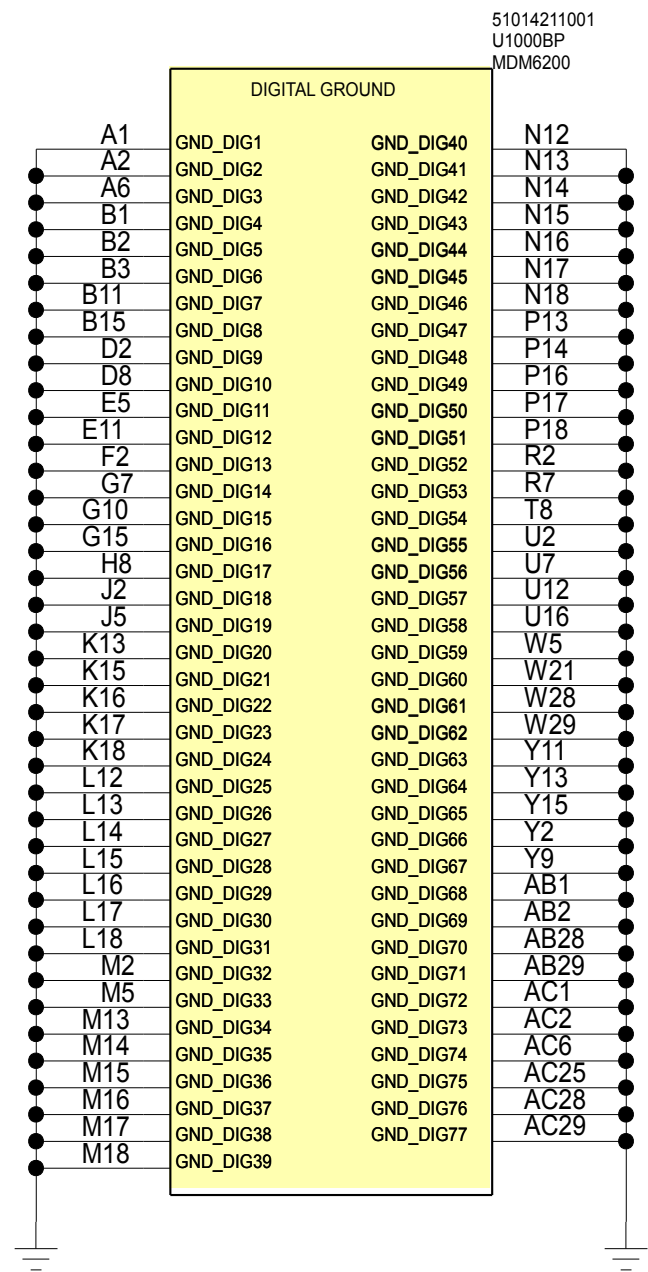 51014211001
U1000BP
MDM6200
DIGITAL GROUND
A1 GND_DIG1 GND_DIG40 N12
A2 GND_DIG2 GND_DIG41 N13
A6 GND_DIG3 GND_DIG42 N14
B1 GND_DIG4 GND_DIG43 N15
B2 GND_DIG5 GND_DIG44 N16
B3 GND_DIG6 GND_DIG45 N17
B11 GND_DIG7 GND_DIG46 N18
B15 GND_DIG8 GND_DIG47 P13
D2 GND_DIG9 GND_DIG48 P14
D8 GND_DIG10 GND_DIG49 P16
E5 GND_DIG11 GND_DIG50 P17
E11 GND_DIG12 GND_DIG51 P18
F2 GND_DIG13 GND_DIG52 R2
G7 GND_DIG14 GND_DIG53 R7
G10 GND_DIG15 GND_DIG54 T8
G15 GND_DIG16 GND_DIG55 U2
H8 GND_DIG17 GND_DIG56 U7
J2 GND_DIG18 GND_DIG57 U12
J5 GND_DIG19 GND_DIG58 U16
K13 GND_DIG20 GND_DIG59 W5
K15 GND_DIG21 GND_DIG60 W21
K16 GND_DIG22 GND_DIG61 W28
K17 GND_DIG23 GND_DIG62 W29
K18 GND_DIG24 GND_DIG63 Y11
L12 GND_DIG25 GND_DIG64 Y13
L13 GND_DIG26 GND_DIG65 Y15
L14 GND_DIG27 GND_DIG66 Y2
L15 GND_DIG28 GND_DIG67 Y9
L16 GND_DIG29 GND_DIG68 AB1
L17 GND_DIG30 GND_DIG69 AB2
L18 GND_DIG31 GND_DIG70 AB28
M2 GND_DIG32 GND_DIG71 AB29
M5 GND_DIG33 GND_DIG72 AC1
M13 GND_DIG34 GND_DIG73 AC2
M14 GND_DIG35 GND_DIG74 AC6
M15 GND_DIG36 GND_DIG75 AC25
M16 GND_DIG37 GND_DIG76 AC28
M17 GND_DIG38 GND_DIG77 AC29
M18 GND_DIG39